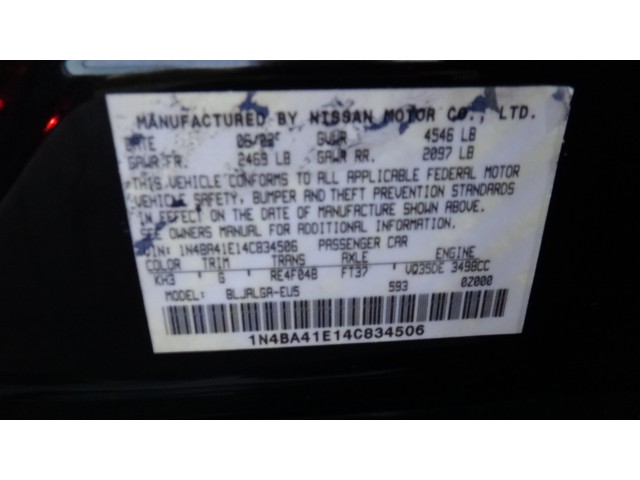 MANUFACTURED BY NISSAN MOTOR CO., LTD.
DATE GVWR 4546 LB
GAWR FR. 2469 LB GAWR RR. 2097 LB
THIS VEHICLE CONFORMS TO ALL APPLICABLE FEDERAL MOTOR
VEHICLE SAFETY, BUMPER AND THEFT PREVENTION STANDARDS
IN EFFECT ON THE DATE OF MANUFACTURE SHOWN ABOVE.
SEE OWNERS MANUAL FOR ADDITIONAL INFORMATION.
VIN: 1N4BA41E14C834506 PASSENGER CAR
COLOR TRIM TRANS AXLE ENGINE
KH3 G RE4F04B FT37 VQ35DE 3498CC
MODEL: BLJALGA-EU5 593 0Z000
1N4BA41E14C834506